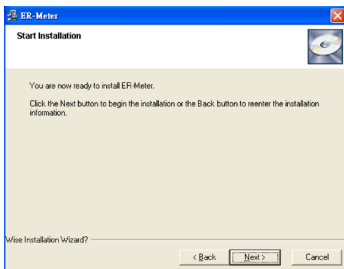 ER-Meter
Start Installation
You are now ready to install ER-Meter.
Click the Next button to begin the installation or the Back button to reenter the installation
information.
Wise Installation Wizard?
< Back
Next >
Cancel